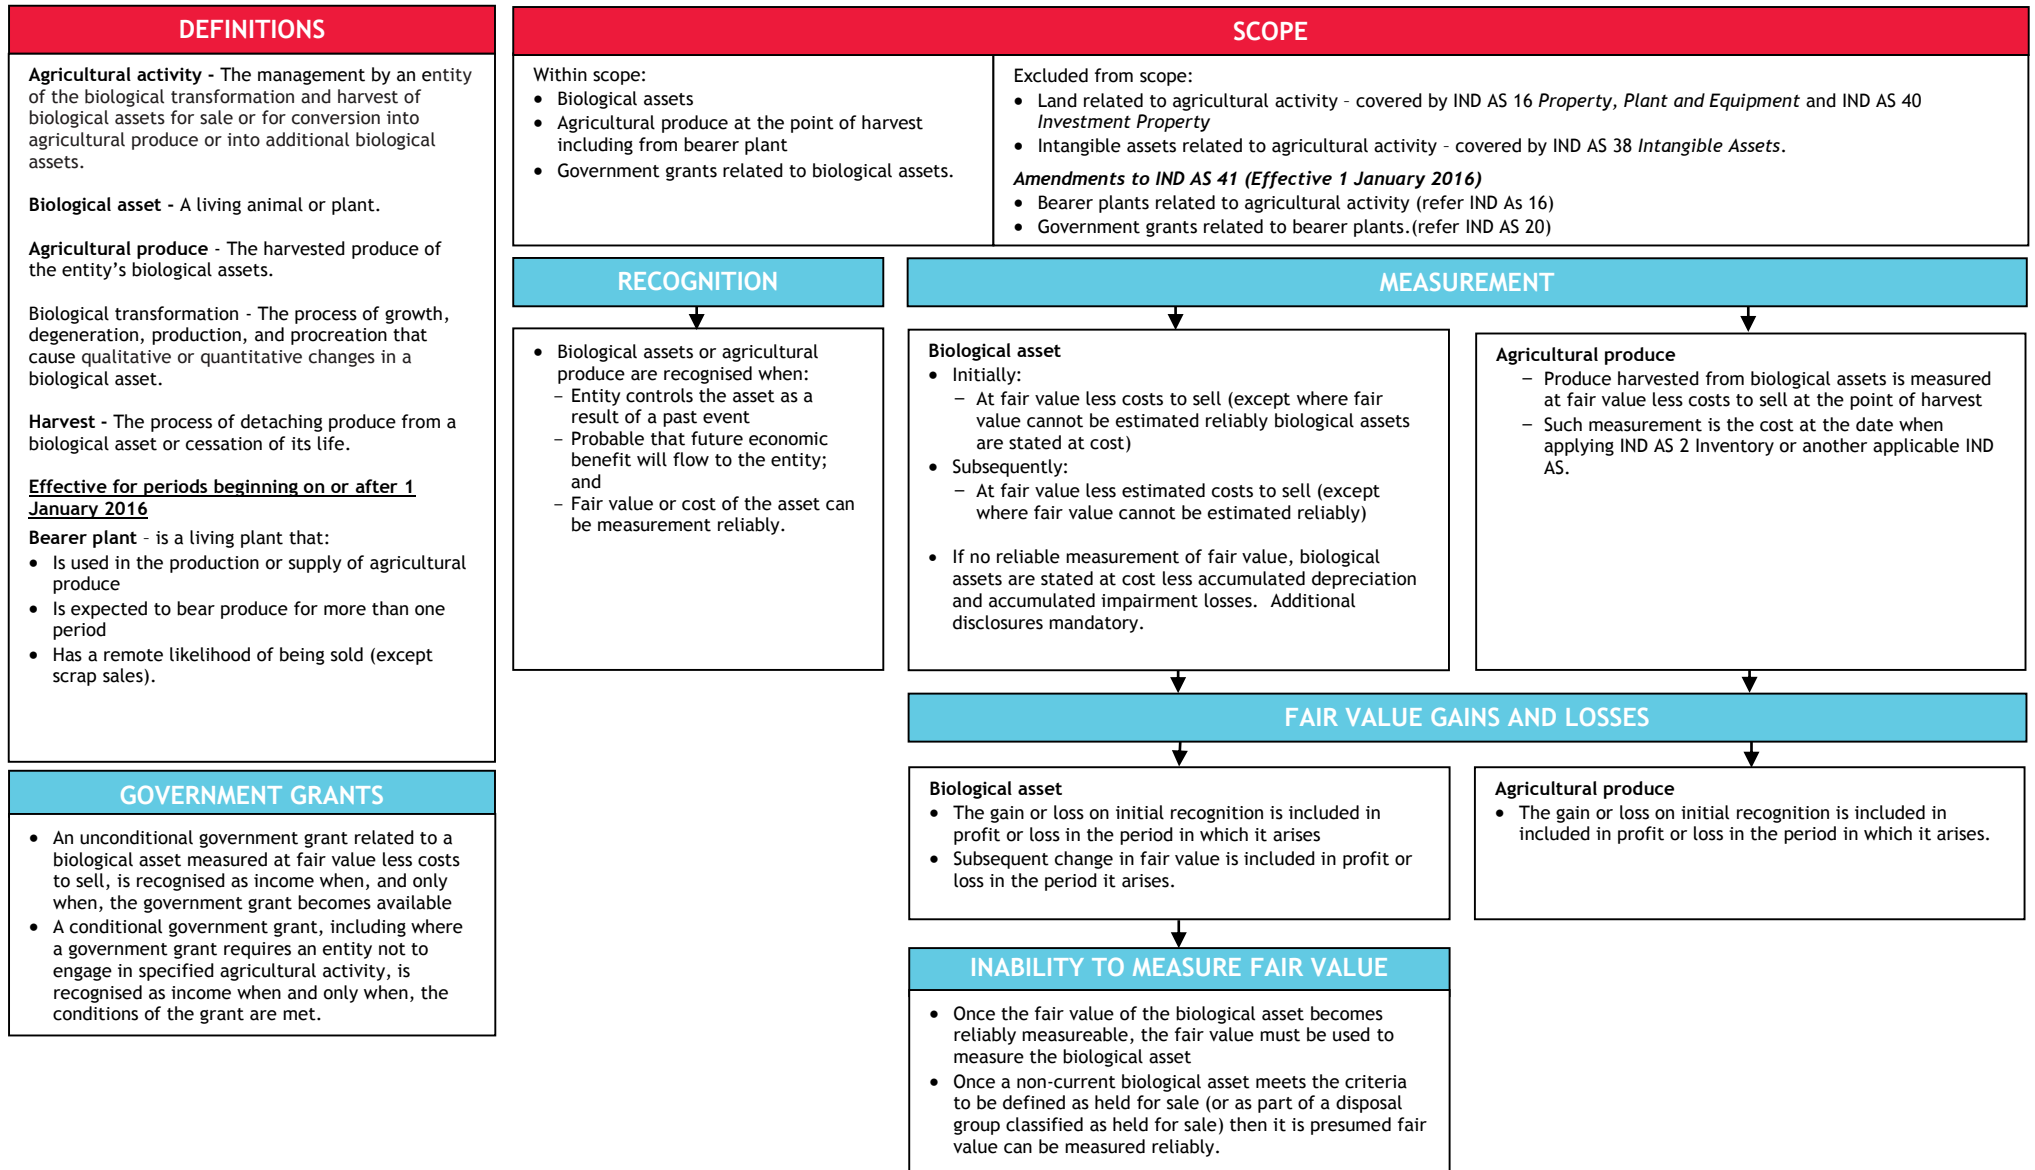 DEFINITIONS
Agricultural activity - The management by an entity
of the biological transformation and harvest of
biological assets for sale or for conversion into
agricultural produce or into additional biological
assets.
Biological asset - A living animal or plant.
Agricultural produce - The harvested produce of
the entity’s biological assets.
Biological transformation - The process of growth,
degeneration, production, and procreation that
cause qualitative or quantitative changes in a
biological asset.
Harvest - The process of detaching produce from a
biological asset or cessation of its life.
Effective for periods beginning on or after 1
January 2016
Bearer plant – is a living plant that:
• Is used in the production or supply of agricultural
produce
• Is expected to bear produce for more than one
period
• Has a remote likelihood of being sold (except
scrap sales).
GOVERNMENT GRANTS
• An unconditional government grant related to a
biological asset measured at fair value less costs
to sell, is recognised as income when, and only
when, the government grant becomes available
• A conditional government grant, including where
a government grant requires an entity not to
engage in specified agricultural activity, is
recognised as income when and only when, the
conditions of the grant are met.
SCOPE
Within scope:
• Biological assets
• Agricultural produce at the point of harvest
including from bearer plant
• Government grants related to biological assets.
Excluded from scope:
• Land related to agricultural activity – covered by IND AS 16 Property, Plant and Equipment and IND AS 40
Investment Property
• Intangible assets related to agricultural activity – covered by IND AS 38 Intangible Assets.
Amendments to IND AS 41 (Effective 1 January 2016)
• Bearer plants related to agricultural activity (refer IND As 16)
• Government grants related to bearer plants.(refer IND AS 20)
RECOGNITION
• Biological assets or agricultural
produce are recognised when:
− Entity controls the asset as a
result of a past event
− Probable that future economic
benefit will flow to the entity;
and
− Fair value or cost of the asset can
be measurement reliably.
MEASUREMENT
Biological asset
• Initially:
− At fair value less costs to sell (except where fair
value cannot be estimated reliably biological assets
are stated at cost)
• Subsequently:
− At fair value less estimated costs to sell (except
where fair value cannot be estimated reliably)
• If no reliable measurement of fair value, biological
assets are stated at cost less accumulated depreciation
and accumulated impairment losses. Additional
disclosures mandatory.
Agricultural produce
− Produce harvested from biological assets is measured
at fair value less costs to sell at the point of harvest
− Such measurement is the cost at the date when
applying IND AS 2 Inventory or another applicable IND
AS.
FAIR VALUE GAINS AND LOSSES
Biological asset
• The gain or loss on initial recognition is included in
profit or loss in the period in which it arises
• Subsequent change in fair value is included in profit or
loss in the period it arises.
Agricultural produce
• The gain or loss on initial recognition is included in
included in profit or loss in the period in which it arises.
INABILITY TO MEASURE FAIR VALUE
• Once the fair value of the biological asset becomes
reliably measureable, the fair value must be used to
measure the biological asset
• Once a non-current biological asset meets the criteria
to be defined as held for sale (or as part of a disposal
group classified as held for sale) then it is presumed fair
value can be measured reliably.